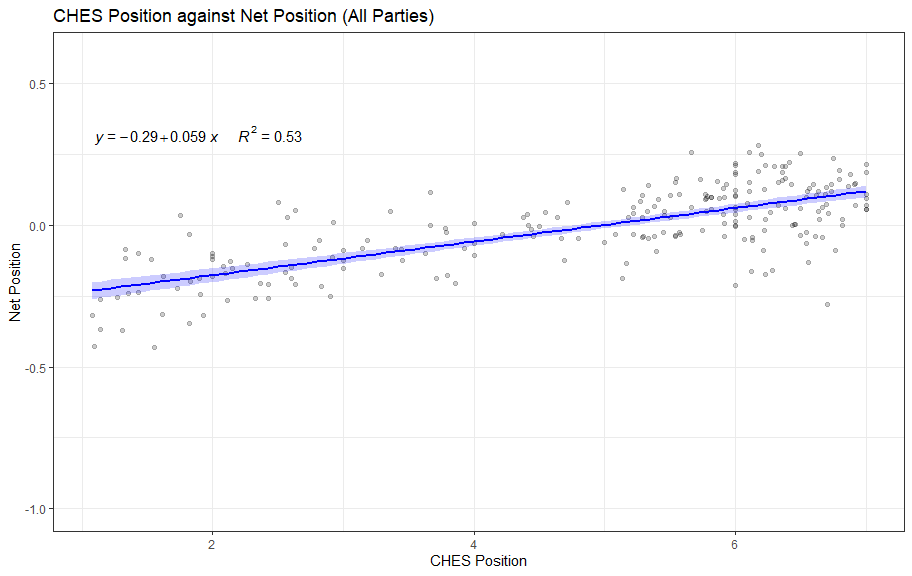 CHES Position against Net Position (All Parties)
0.5
y = −0.29+0.059 x R² = 0.53
0.0
Net Position
-0.5
-1.0
2 4 6
CHES Position